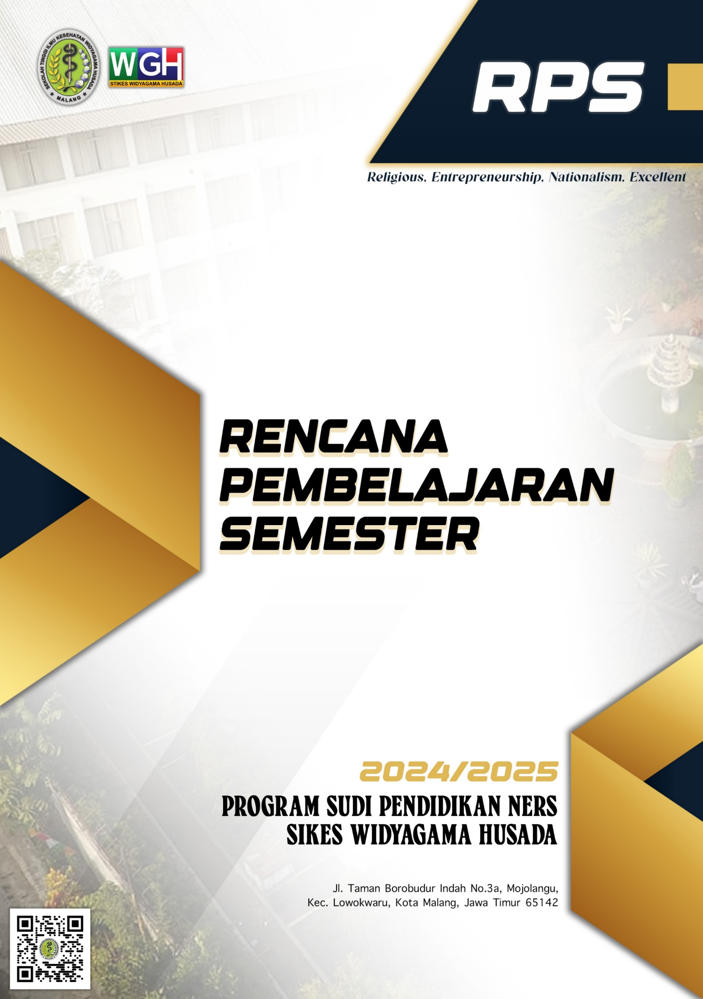 SEKOLAH TINGGI ILMU KESEHATAN WIDYAGAMA HUSADA
★ MALANG ★
WGH
STIKES WIDYAGAMA HUSADA
RPS
Religious, Entrepreneurship, Nationalism, Excellent
RENCANA
PEMBELAJARAN
SEMESTER
2024/2025
PROGRAM SUDI PENDIDIKAN NERS
SIKES WIDYAGAMA HUSADA
Jl. Taman Borobudur Indah No.3a, Mojolangu,
Kec. Lowokwaru, Kota Malang, Jawa Timur 65142